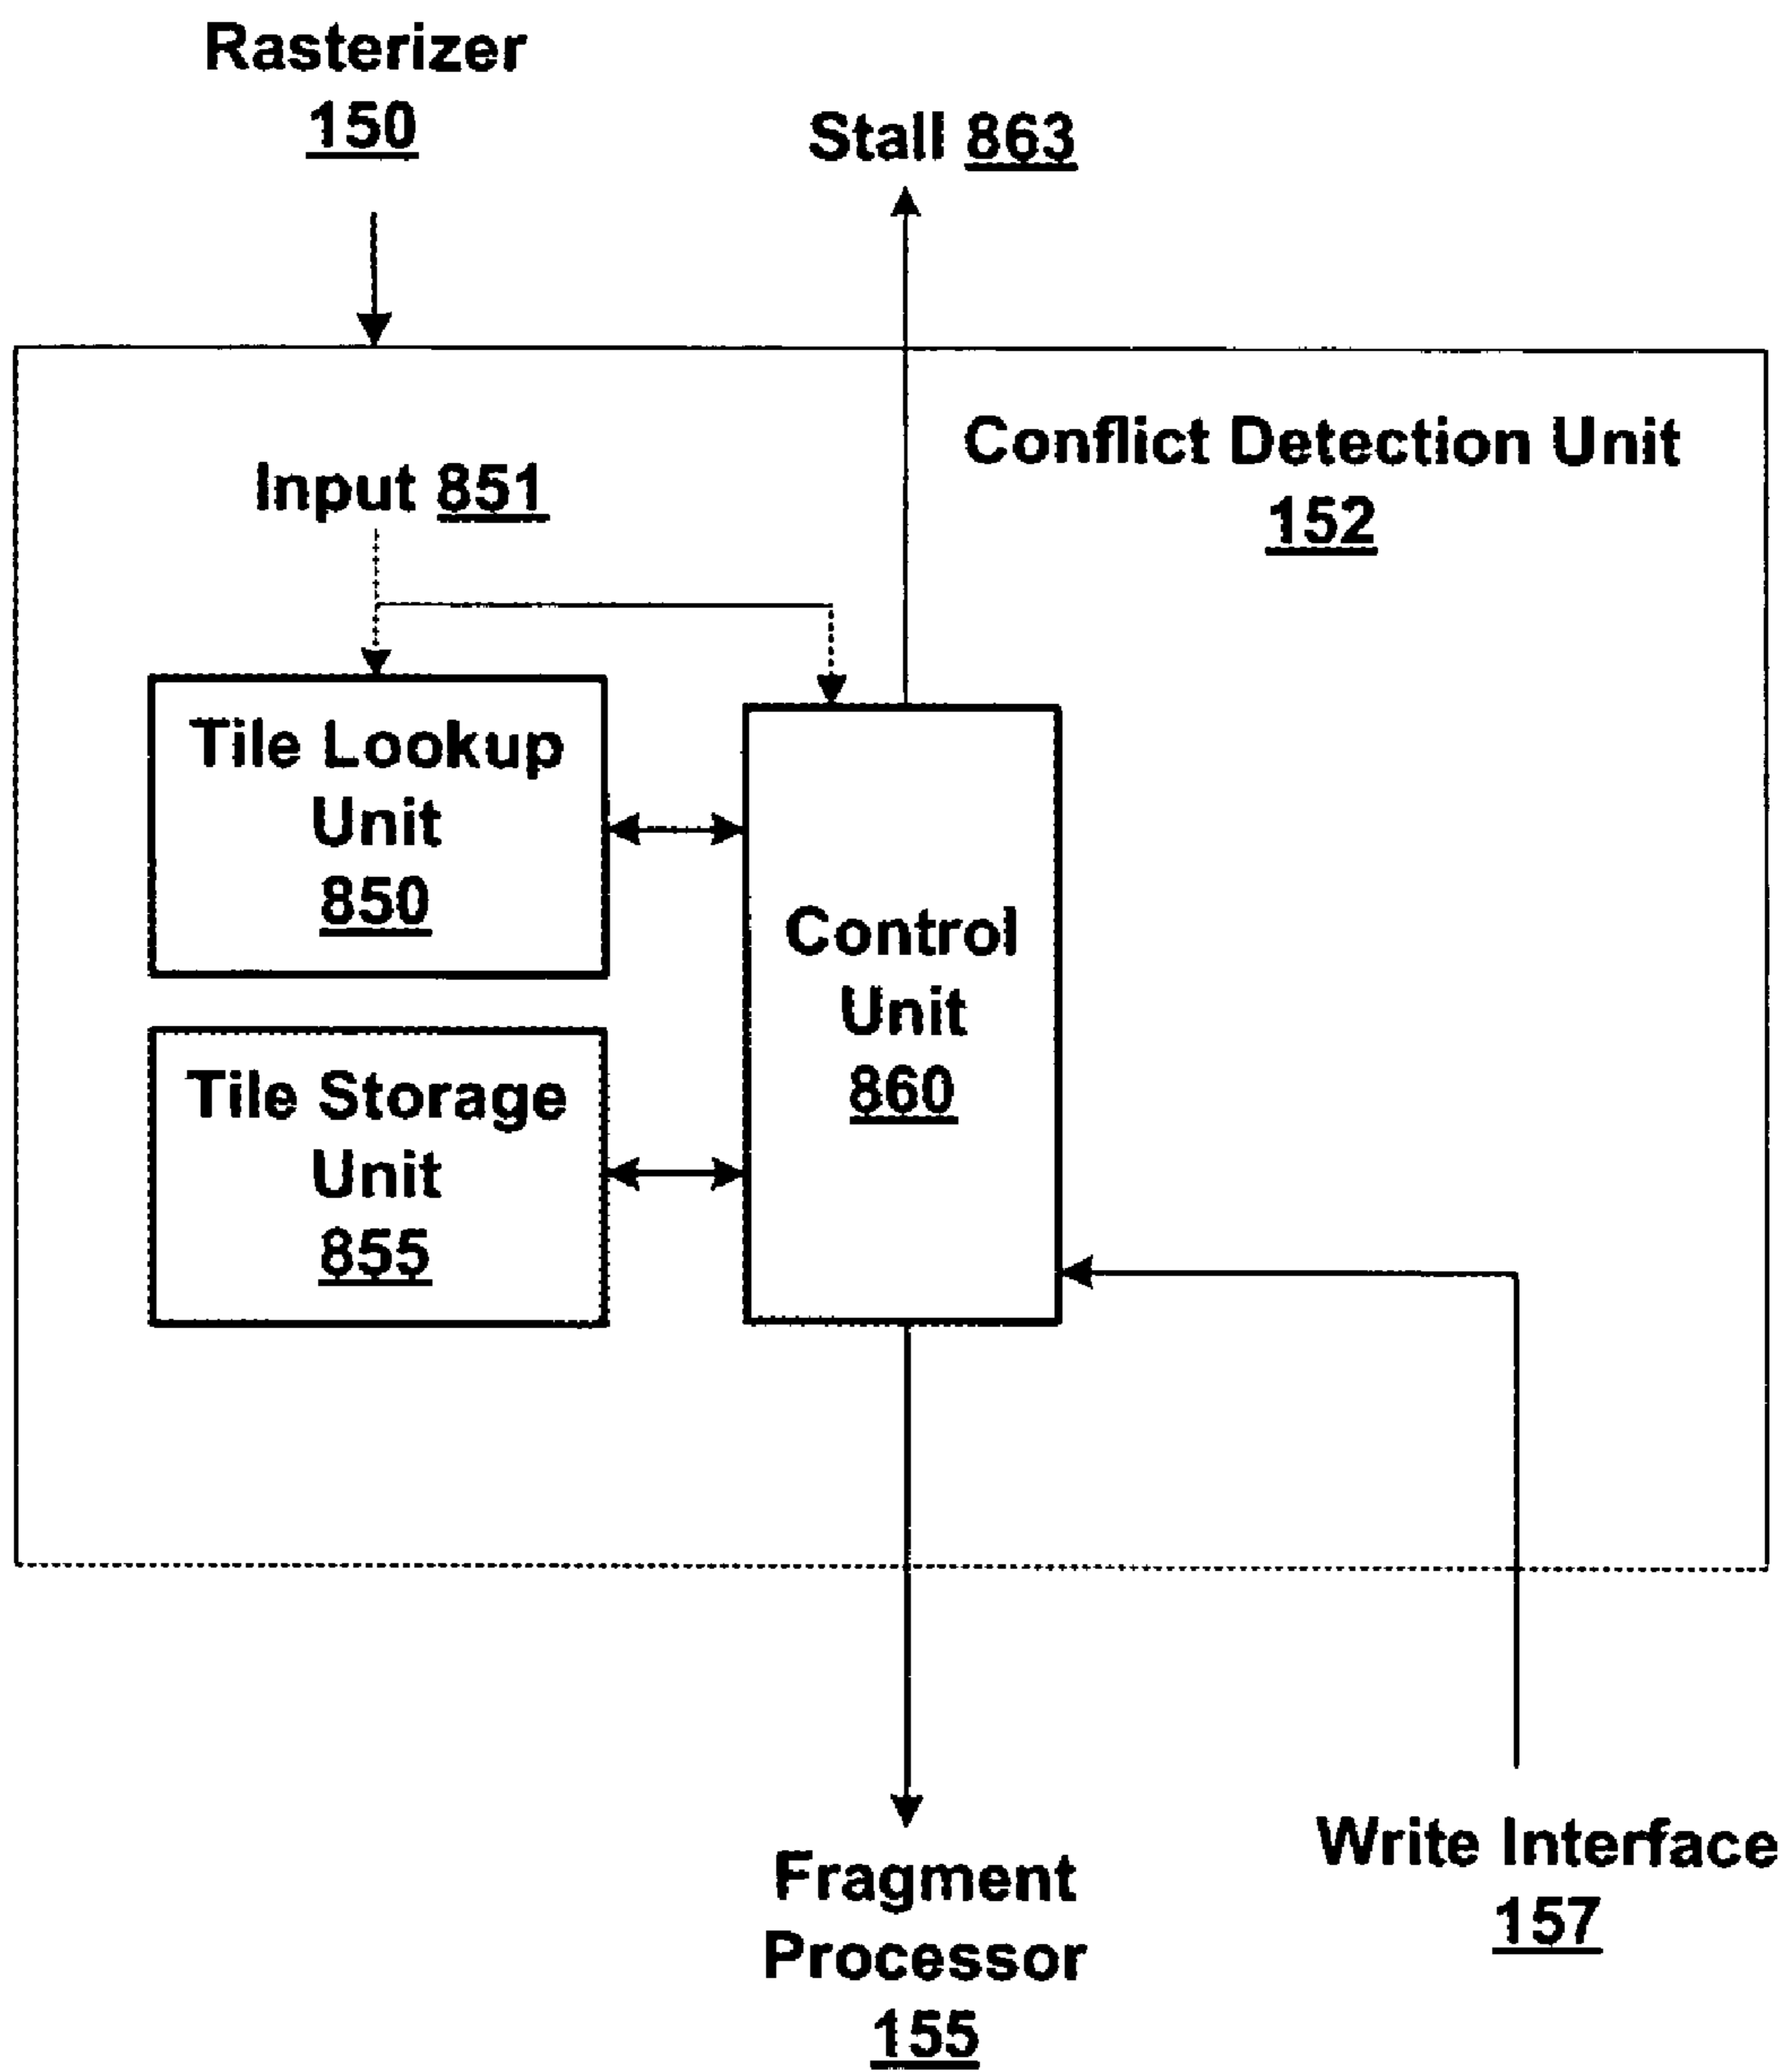 Rasterizer
150
Stall 863
Conflict Detection Unit
152
Input 851
Tile Lookup
Unit
850
Control
Unit
860
Tile Storage
Unit
855
Fragment
Processor
155
Write Interface
157